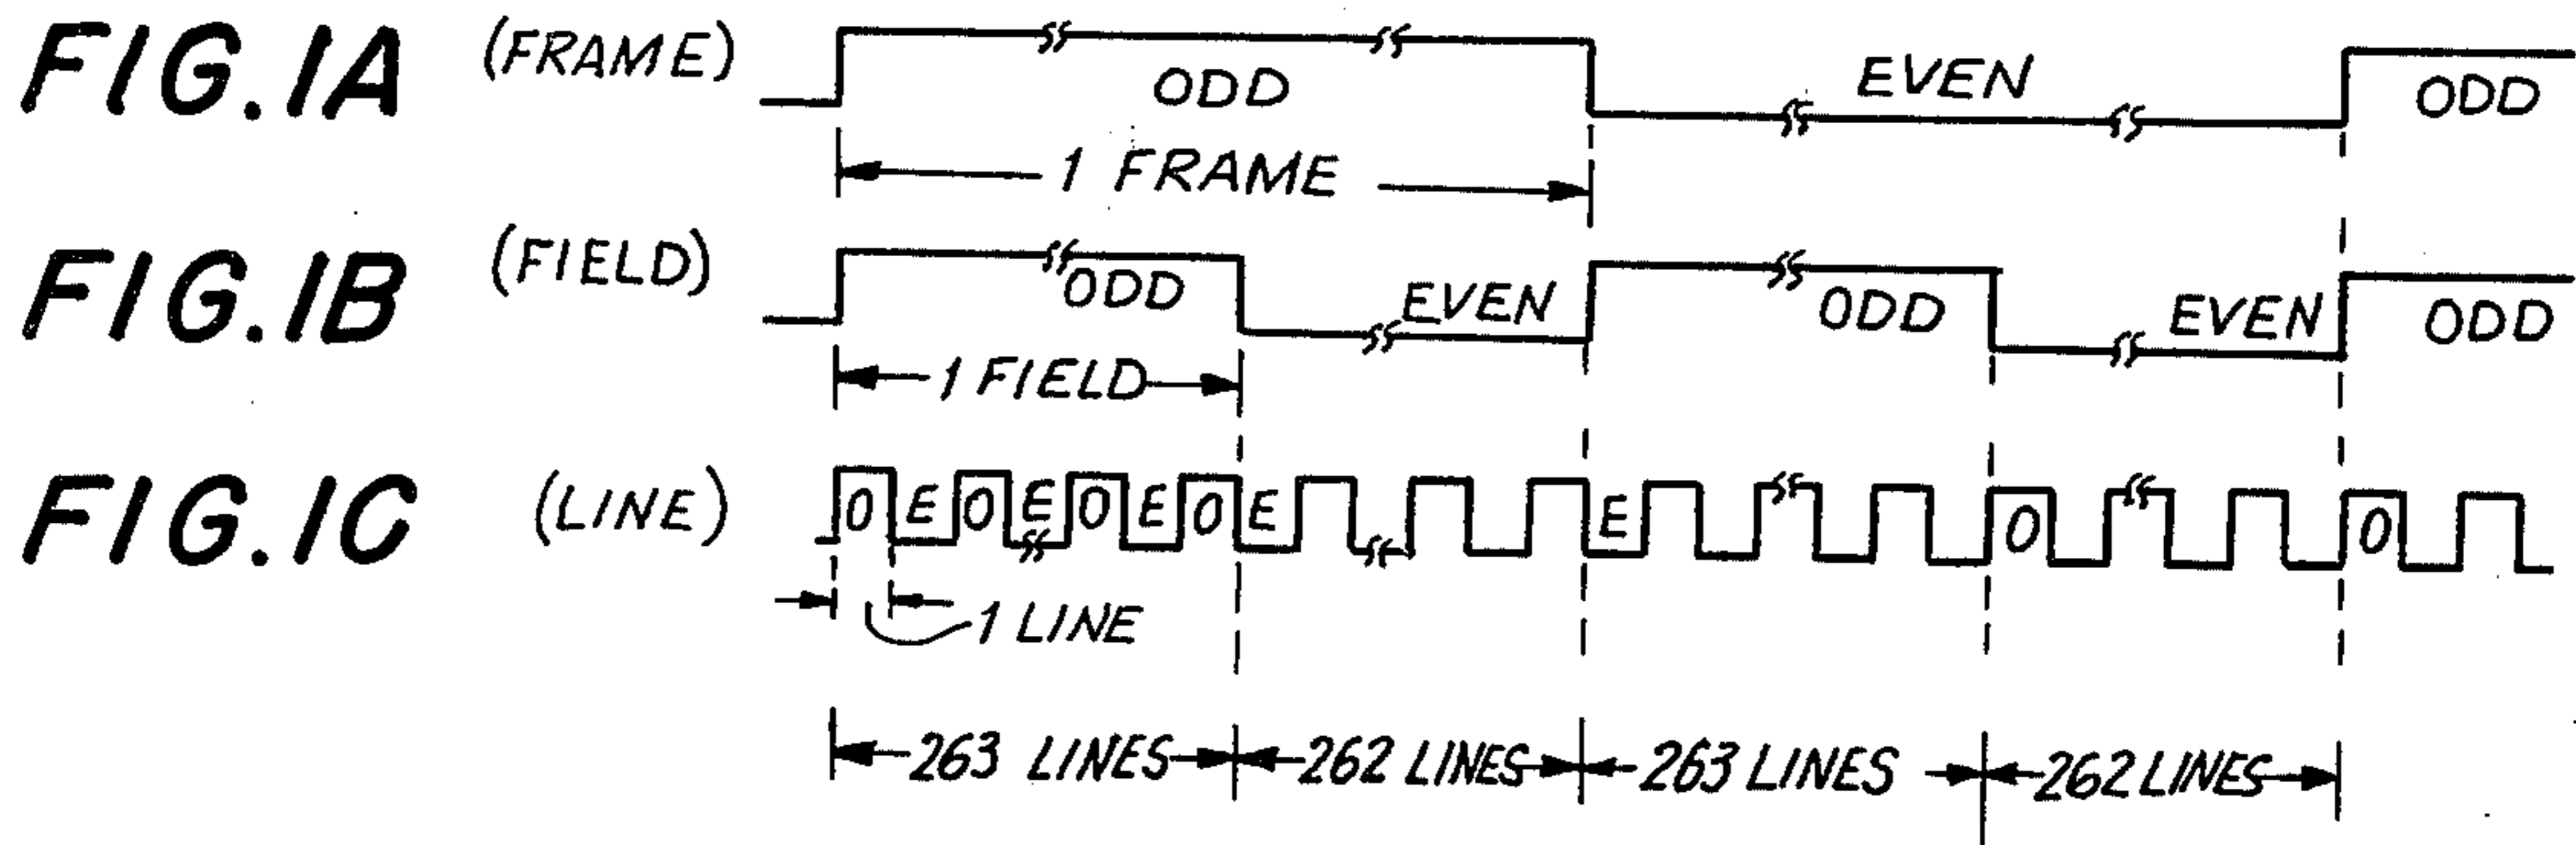 FIG. 1A (FRAME) ODD EVEN ODD
1 FRAME
FIG. 1B (FIELD) ODD EVEN ODD EVEN ODD
1 FIELD
FIG. 1C (LINE) O E O E O E O E E O O
1 LINE
263 LINES 262 LINES 263 LINES 262 LINES